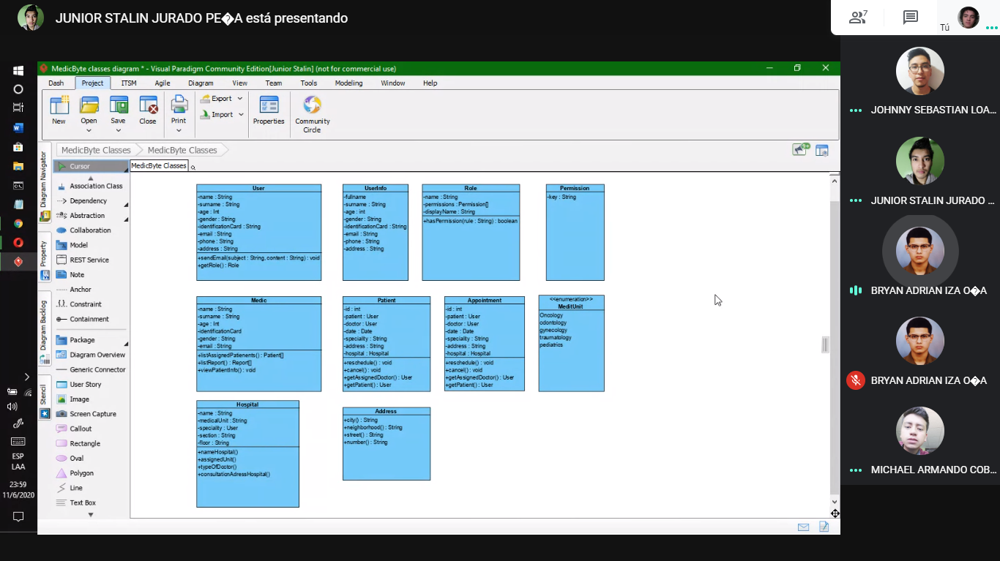 JUNIOR STALIN JURADO PE�A está presentando
7
Tú
MedicByte classes diagram * - Visual Paradigm Community Edition[Junior Stalin] (not for commercial use)
Dash Project ITSM Agile Diagram View Team Tools Modeling Window Help
New Open Save Close Print Export Import Properties Community Circle
MedicByte Classes MedicByte Classes
9+
Diagram Navigator
Property
Diagram Backlog
Stencil
Cursor
Association Class
Dependency
Abstraction
Collaboration
Model
REST Service
Note
Anchor
Constraint
Containment
Package
Diagram Overview
Generic Connector
User Story
Image
Screen Capture
Callout
Rectangle
Oval
Polygon
Line
Text Box
MedicByte Classes
User
-name : String
-surname : String
-age : Int
-gender : String
-identificationCard : String
-email : String
-phone : String
-address : String
+sendEmail(subject : String, content : String) : void
+getRole() : Role
UserInfo
-fullname
-surname : String
-age : int
-gender : String
-identificationCard : String
-email : String
-phone : String
-address : String
Role
-name : String
-permissions : Permission[]
-displayName : String
+hasPermission(rule : String) : boolean
Permission
-key : String
Medic
-name : String
-surname : String
-age : Int
-identificationCard
-gender : String
-email : String
+listAssignedPatienents() : Patient[]
+listReport() : Report[]
+viewPatientInfo() : void
Patient
-id : int
-patient : User
-doctor : User
-date : Date
-speciality : String
-address : String
-hospital : Hospital
+reschedule() : void
+cancel() : void
+getAssignedDoctor() : User
+getPatient() : User
Appointment
-id : int
-patient : User
-doctor : User
-date : Date
-speciality : String
-address : String
-hospital : Hospital
+reschedule() : void
+cancel() : void
+getAssignedDoctor() : User
+getPatient() : User
<<enumeration>>
MeditUnit
Oncology
odontology
gynecology
traumatology
pediatrics
Hospital
-name : String
-medicalUnit : String
-speciality : User
-section : String
-floor : String
+nameHospital()
+assignedUnit()
+typeOfDoctor()
+consultationAdressHospital()
Address
+city() : String
+neighborhood() : String
+street() : String
+number() : String
ESP
LAA
23:59
11/6/2020
JOHNNY SEBASTIAN LOA...
JUNIOR STALIN JURADO ...
BRYAN ADRIAN IZA O�A
BRYAN ADRIAN IZA O�A
MICHAEL ARMANDO COB...